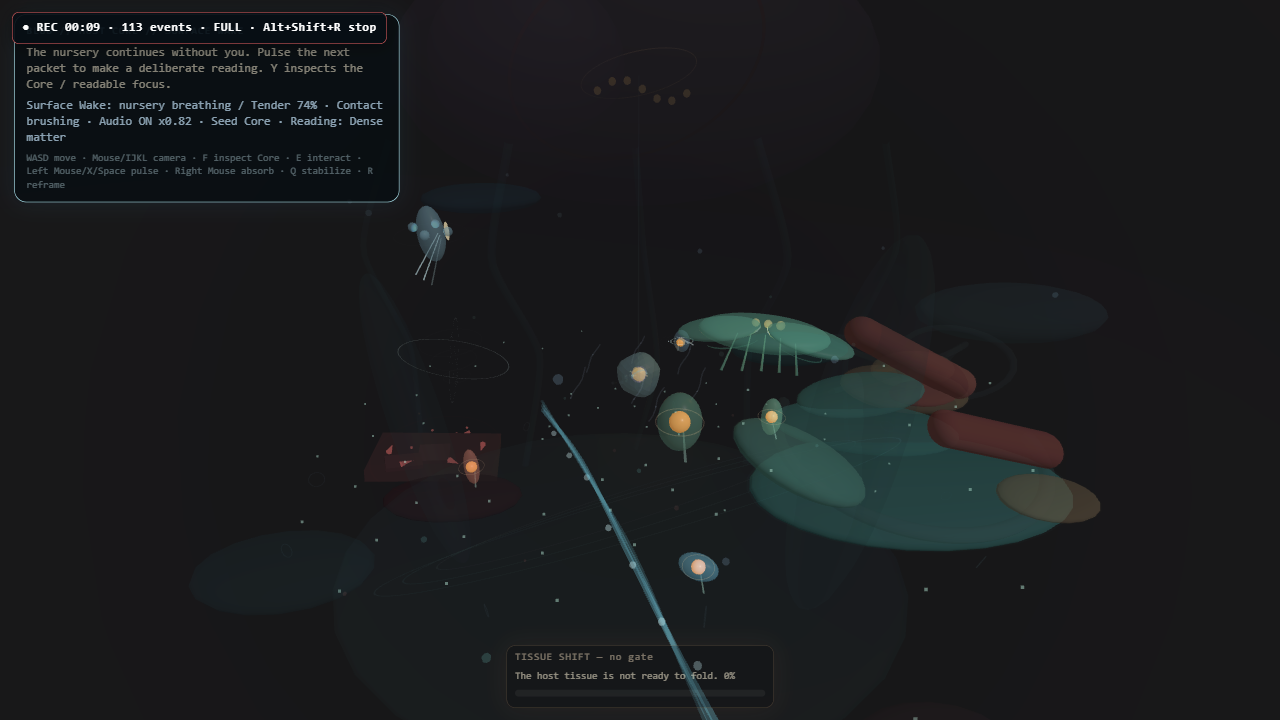 ● REC 00:09 · 113 events · FULL · Alt+Shift+R stop
The nursery continues without you. Pulse the next
packet to make a deliberate reading. Y inspects the
Core / readable focus.
Surface Wake: nursery breathing / Tender 74% · Contact
brushing · Audio ON x0.82 · Seed Core · Reading: Dense
matter
WASD move · Mouse/IJKL camera · F inspect Core · E interact ·
Left Mouse/X/Space pulse · Right Mouse absorb · Q stabilize · R
reframe
TISSUE SHIFT — no gate
The host tissue is not ready to fold. 0%